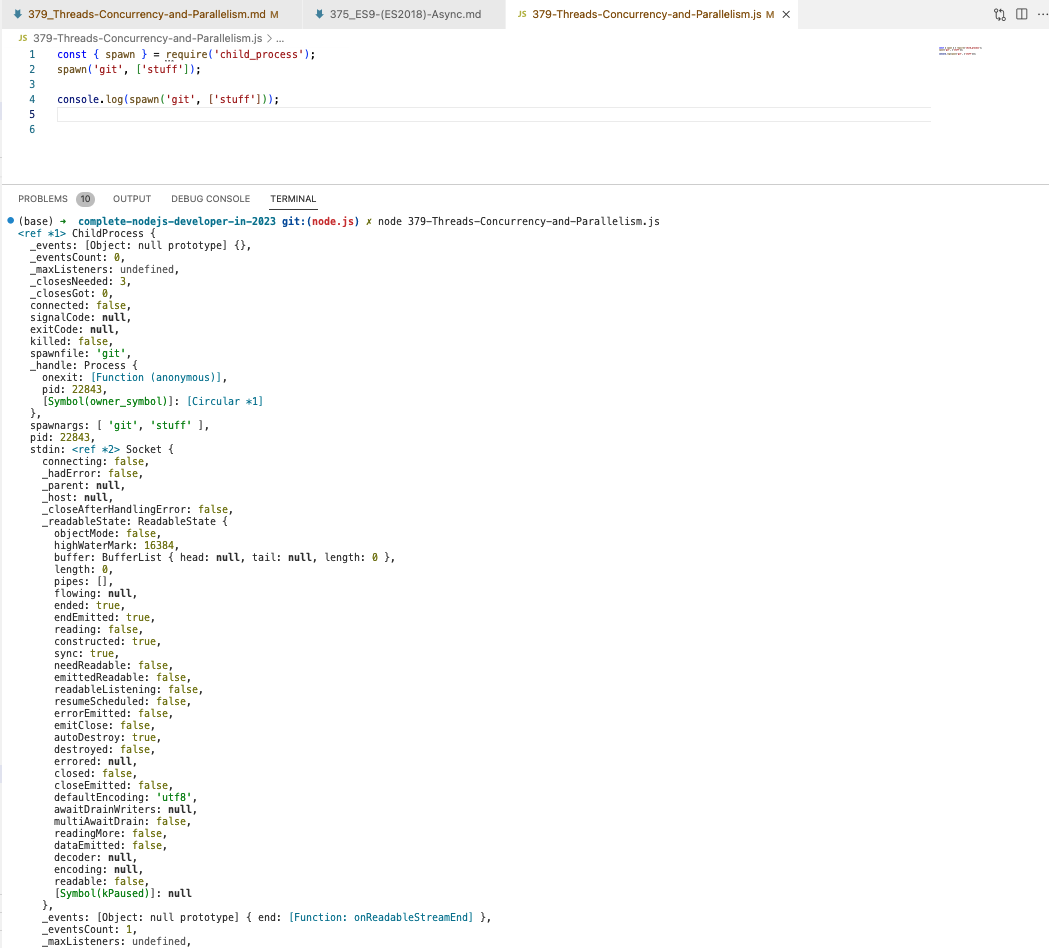 379_Threads-Concurrency-and-Parallelism.md M
375_ES9-(ES2018)-Async.md
JS 379-Threads-Concurrency-and-Parallelism.js M
JS 379-Threads-Concurrency-and-Parallelism.js > ...
1 const { spawn } = require('child_process');
2 spawn('git', ['stuff']);
3
4 console.log(spawn('git', ['stuff']));
5
6
PROBLEMS 10 OUTPUT DEBUG CONSOLE TERMINAL
(base) ➜ complete-nodejs-developer-in-2023 git:(node.js) ✗ node 379-Threads-Concurrency-and-Parallelism.js
<ref *1> ChildProcess {
_events: [Object: null prototype] {},
_eventsCount: 0,
_maxListeners: undefined,
_closesNeeded: 3,
_closesGot: 0,
connected: false,
signalCode: null,
exitCode: null,
killed: false,
spawnfile: 'git',
_handle: Process {
onexit: [Function (anonymous)],
pid: 22843,
[Symbol(owner_symbol)]: [Circular *1]
},
spawnargs: [ 'git', 'stuff' ],
pid: 22843,
stdin: <ref *2> Socket {
connecting: false,
_hadError: false,
_parent: null,
_host: null,
_closeAfterHandlingError: false,
_readableState: ReadableState {
objectMode: false,
highWaterMark: 16384,
buffer: BufferList { head: null, tail: null, length: 0 },
length: 0,
pipes: [],
flowing: null,
ended: true,
endEmitted: true,
reading: false,
constructed: true,
sync: true,
needReadable: false,
emittedReadable: false,
readableListening: false,
resumeScheduled: false,
errorEmitted: false,
emitClose: false,
autoDestroy: true,
destroyed: false,
errored: null,
closed: false,
closeEmitted: false,
defaultEncoding: 'utf8',
awaitDrainWriters: null,
multiAwaitDrain: false,
readingMore: false,
dataEmitted: false,
decoder: null,
encoding: null,
readable: false,
[Symbol(kPaused)]: null
},
_events: [Object: null prototype] { end: [Function: onReadableStreamEnd] },
_eventsCount: 1,
_maxListeners: undefined,